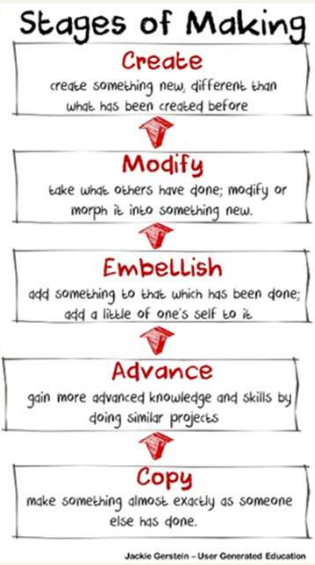 Stages of Making
Create
create something new, different than
what has been created before
Modify
take what others have done; modify or
morph it into something new.
Embellish
add something to that which has been done;
add a little of one's self to it
Advance
gain more advanced knowledge and skills by
doing similar projects
Copy
make something almost exactly as someone
else has done.
Jackie Gerstein – User Generated Education